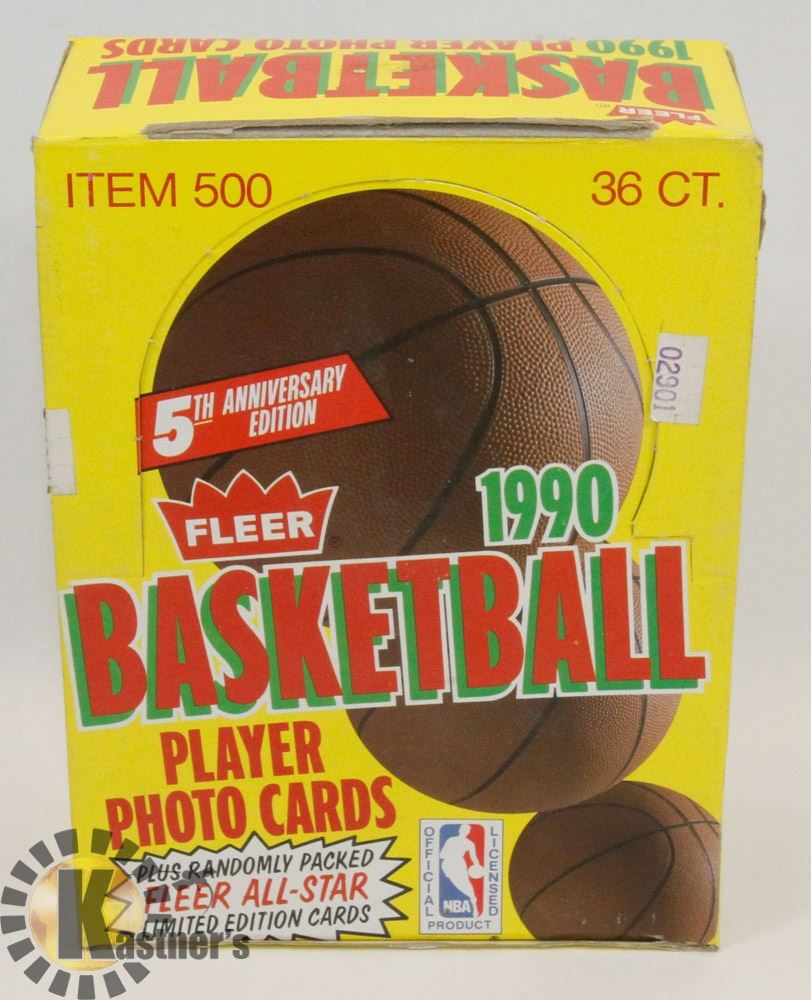 1990 PLAYER PHOTO CARDS
BASKETBALL
FLEER
ITEM 500
36 CT.
02901
5TH ANNIVERSARY
EDITION
FLEER
1990
BASKETBALL
PLAYER
PHOTO CARDS
PLUS RANDOMLY PACKED
FLEER ALL-STAR
LIMITED EDITION CARDS
OFFICIAL
LICENSED
NBA
PRODUCT
Kastner's